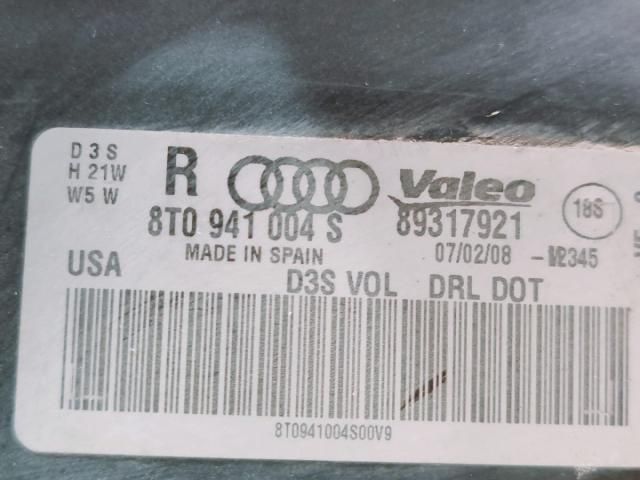 D3S
H 21W
W5 W
R
Valeo
18S
8T0 941 004 S
89317921
MADE IN SPAIN
07/02/08
USA
D3S VOL DRL DOT
8T0941004S00V9